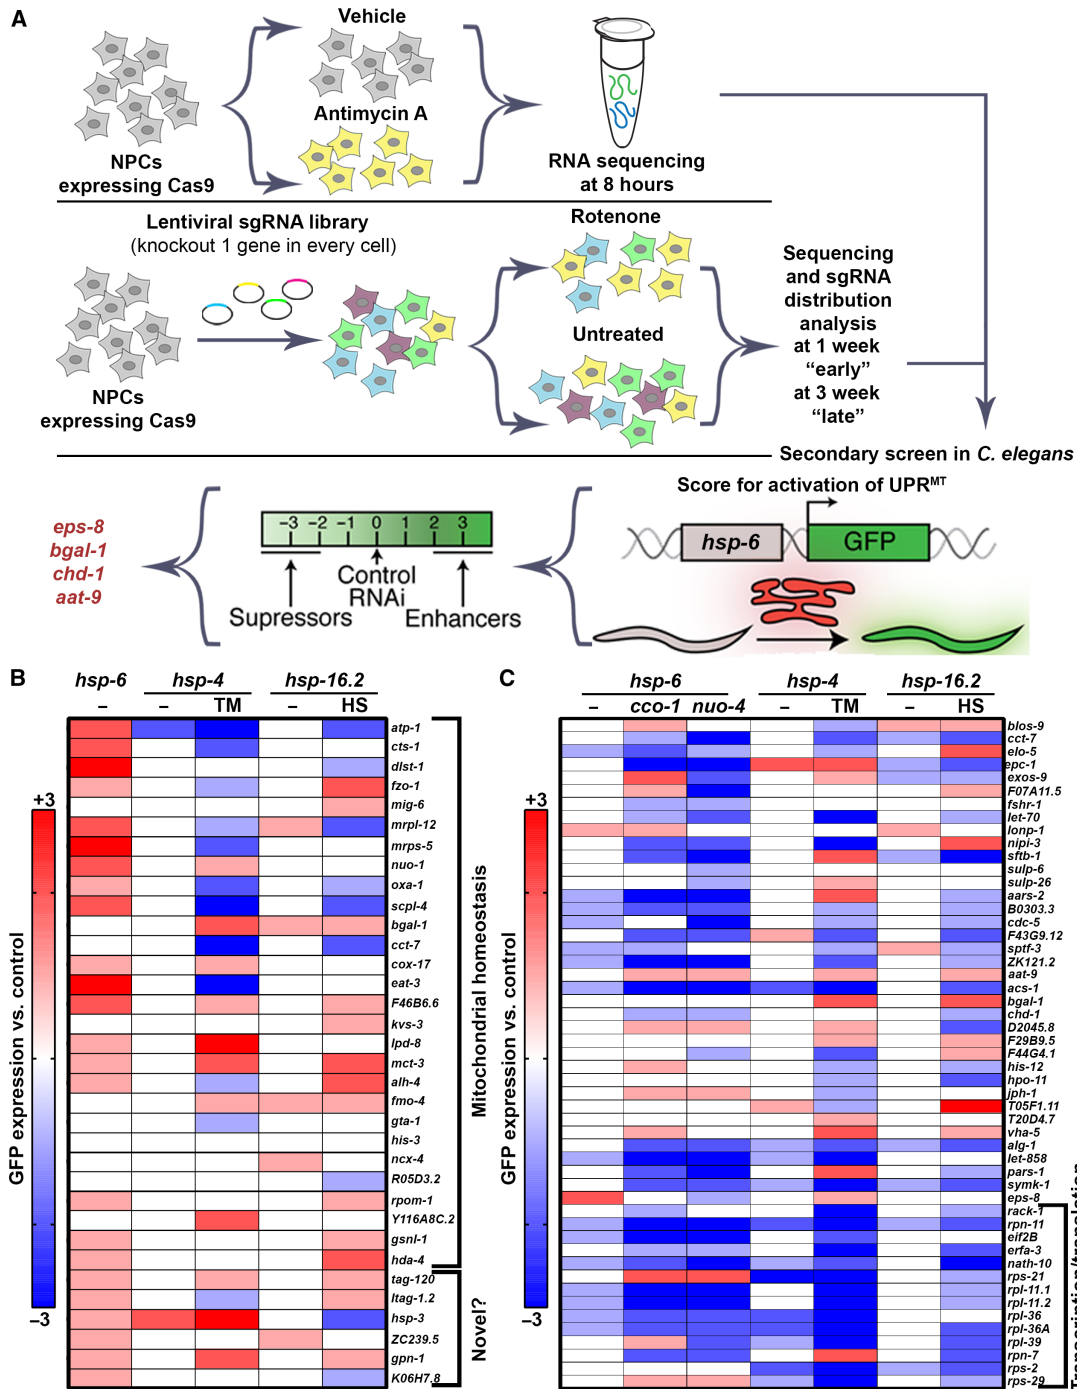 A
Vehicle
Antimycin A
NPCs
expressing Cas9
RNA sequencing
at 8 hours
Lentiviral sgRNA library
(knockout 1 gene in every cell)
Rotenone
Untreated
NPCs
expressing Cas9
Sequencing
and sgRNA
distribution
analysis
at 1 week
“early”
at 3 week
“late”
Secondary screen in C. elegans
Score for activation of UPRMT
hsp-6
GFP
–3 –2 –1 0 1 2 3
Control
RNAi
Supressors
Enhancers
eps-8
bgal-1
chd-1
aat-9
B
hsp-6
hsp-4
hsp-16.2
– – TM – HS
+3
–3
GFP expression vs. control
atp-1
cts-1
dlst-1
fzo-1
mig-6
mrpl-12
mrps-5
nuo-1
oxa-1
scpl-4
bgal-1
cct-7
cox-17
eat-3
F46B6.6
kvs-3
lpd-8
mct-3
alh-4
fmo-4
gta-1
his-3
ncx-4
R05D3.2
rpom-1
Y116A8C.2
gsnl-1
hda-4
tag-120
ltag-1.2
hsp-3
ZC239.5
gpn-1
K06H7.8
Mitochondrial homeostasis
Novel?
C
hsp-6
hsp-4
hsp-16.2
– cco-1 nuo-4 – TM – HS
+3
–3
GFP expression vs. control
blos-9
cct-7
elo-5
epc-1
exos-9
F07A11.5
fshr-1
let-70
lonp-1
nipi-3
sftb-1
sulp-6
sulp-26
aars-2
B0303.3
cdc-5
F43G9.12
sptf-3
ZK121.2
aat-9
acs-1
bgal-1
chd-1
D2045.8
F29B9.5
F44G4.1
his-12
hpo-11
jph-1
T05F1.11
T20D4.7
vha-5
alg-1
let-858
pars-1
symk-1
eps-8
rack-1
rpn-11
eif2B
erfa-3
nath-10
rps-21
rpl-11.1
rpl-11.2
rpl-36
rpl-36A
rpl-39
rpn-7
rps-2
rps-29
Transcription/translation